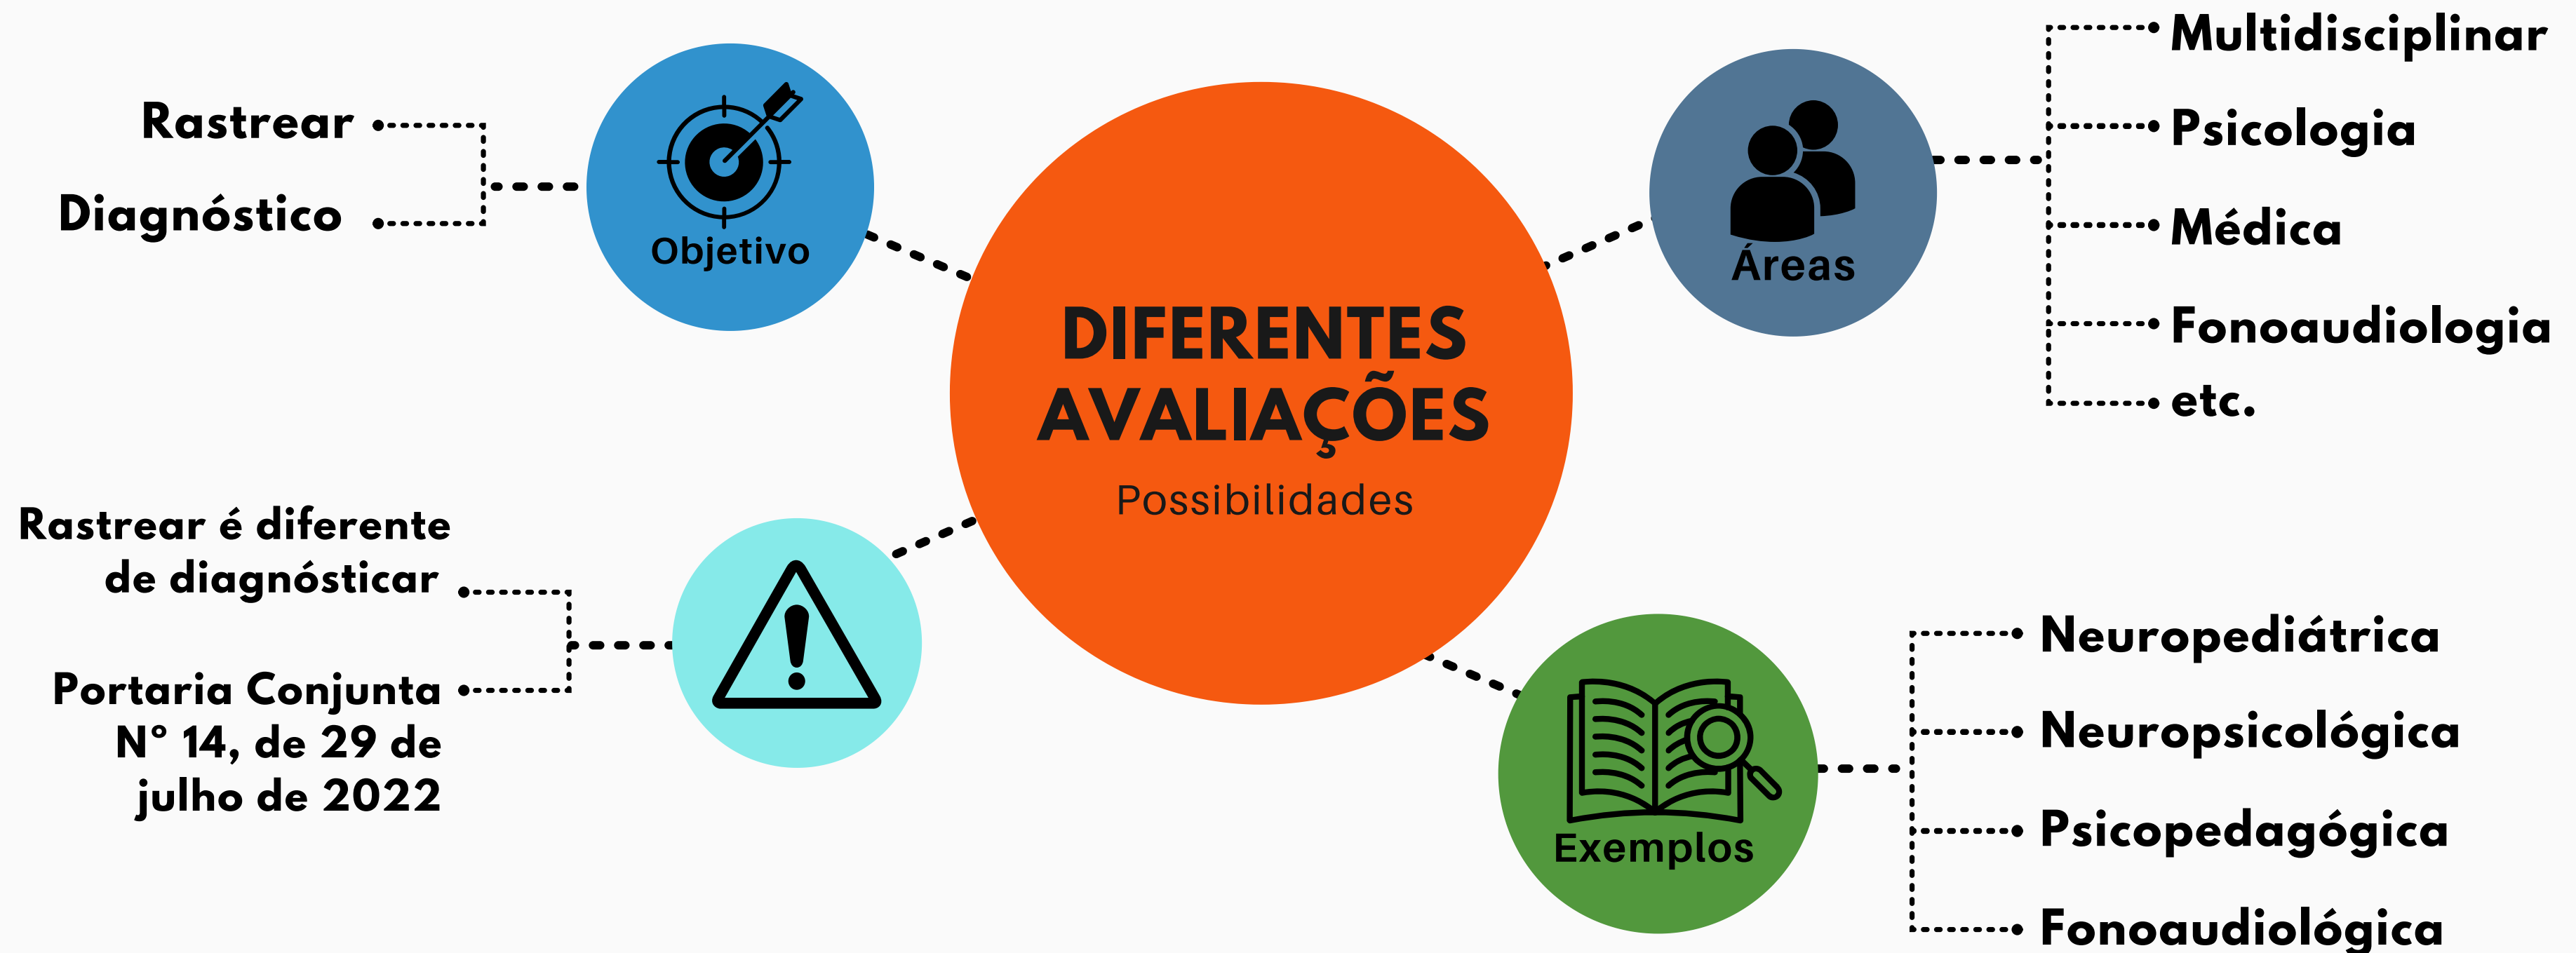 Rastrear
Diagnóstico
Objetivo
DIFERENTES
AVALIAÇÕES
Possibilidades
Áreas
Multidisciplinar
Psicologia
Médica
Fonoaudiologia
etc.
Rastrear é diferente
de diagnósticar
Portaria Conjunta
Nº 14, de 29 de
julho de 2022
Exemplos
Neuropediátrica
Neuropsicológica
Psicopedagógica
Fonoaudiológica